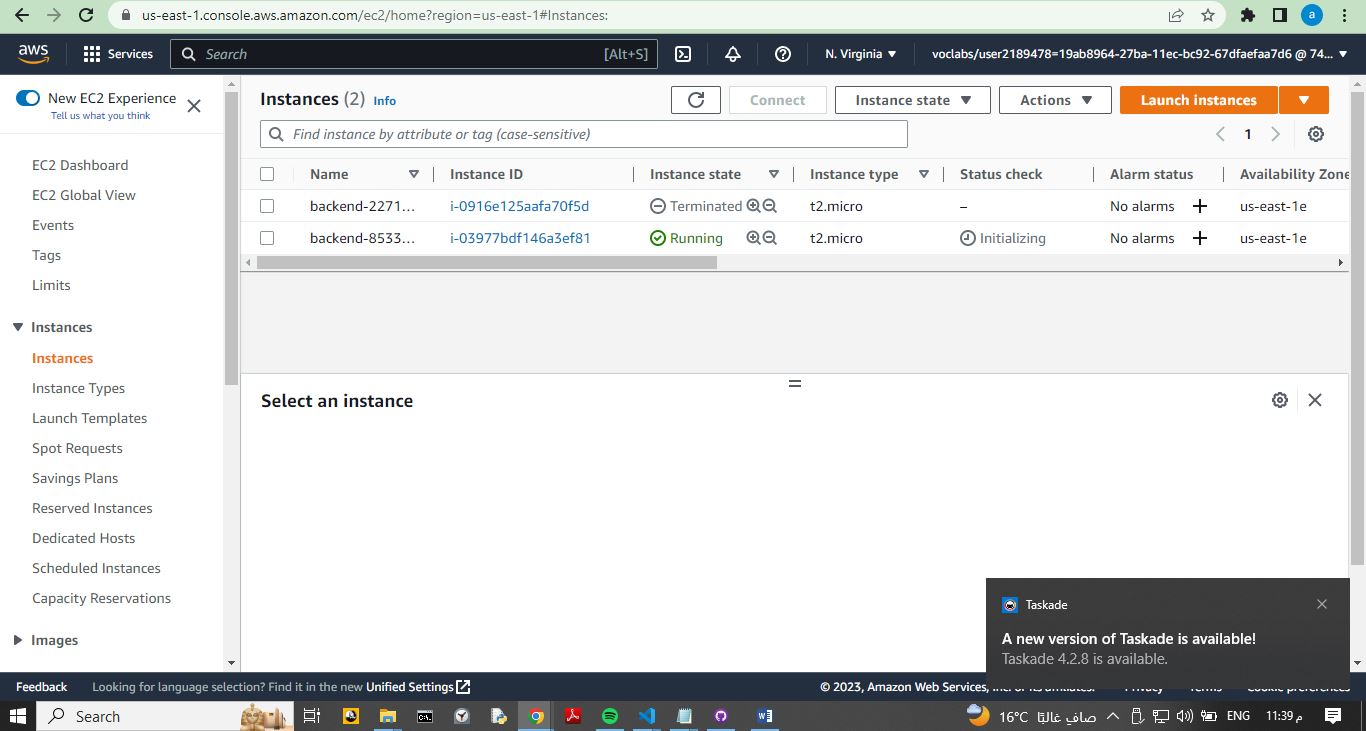 us-east-1.console.aws.amazon.com/ec2/home?region=us-east-1#Instances:
a
aws
Services
Search
[Alt+S]
N. Virginia
voclabs/user2189478=19ab8964-27ba-11ec-bc92-67dfaefaa7d6 @ 74...
New EC2 Experience
Tell us what you think
EC2 Dashboard
EC2 Global View
Events
Tags
Limits
Instances
Instances
Instance Types
Launch Templates
Spot Requests
Savings Plans
Reserved Instances
Dedicated Hosts
Scheduled Instances
Capacity Reservations
Images
Instances (2) Info
Connect
Instance state
Actions
Launch instances
Find instance by attribute or tag (case-sensitive)
1
Name Instance ID Instance state Instance type Status check Alarm status Availability Zone
backend-2271... i-0916e125aafa70f5d Terminated t2.micro – No alarms + us-east-1e
backend-8533... i-03977bdf146a3ef81 Running t2.micro Initializing No alarms + us-east-1e
Select an instance
Taskade
A new version of Taskade is available!
Taskade 4.2.8 is available.
Feedback Looking for language selection? Find it in the new Unified Settings
© 2023, Amazon Web Services, Inc. or its affiliates. Privacy Terms Cookie preferences
Search
16°C صافٍ غالبًا
ENG
11:39 م